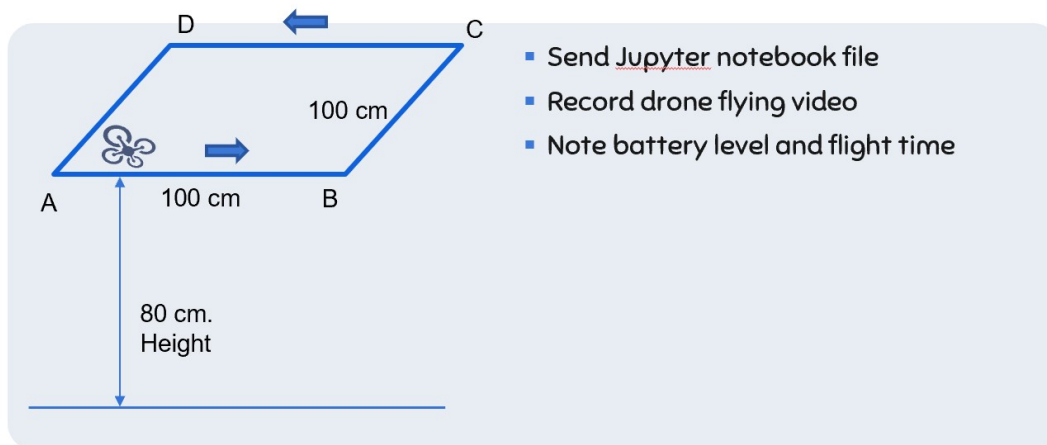 D
C
100 cm
A
100 cm
B
80 cm.
Height
Send Jupyter notebook file
Record drone flying video
Note battery level and flight time